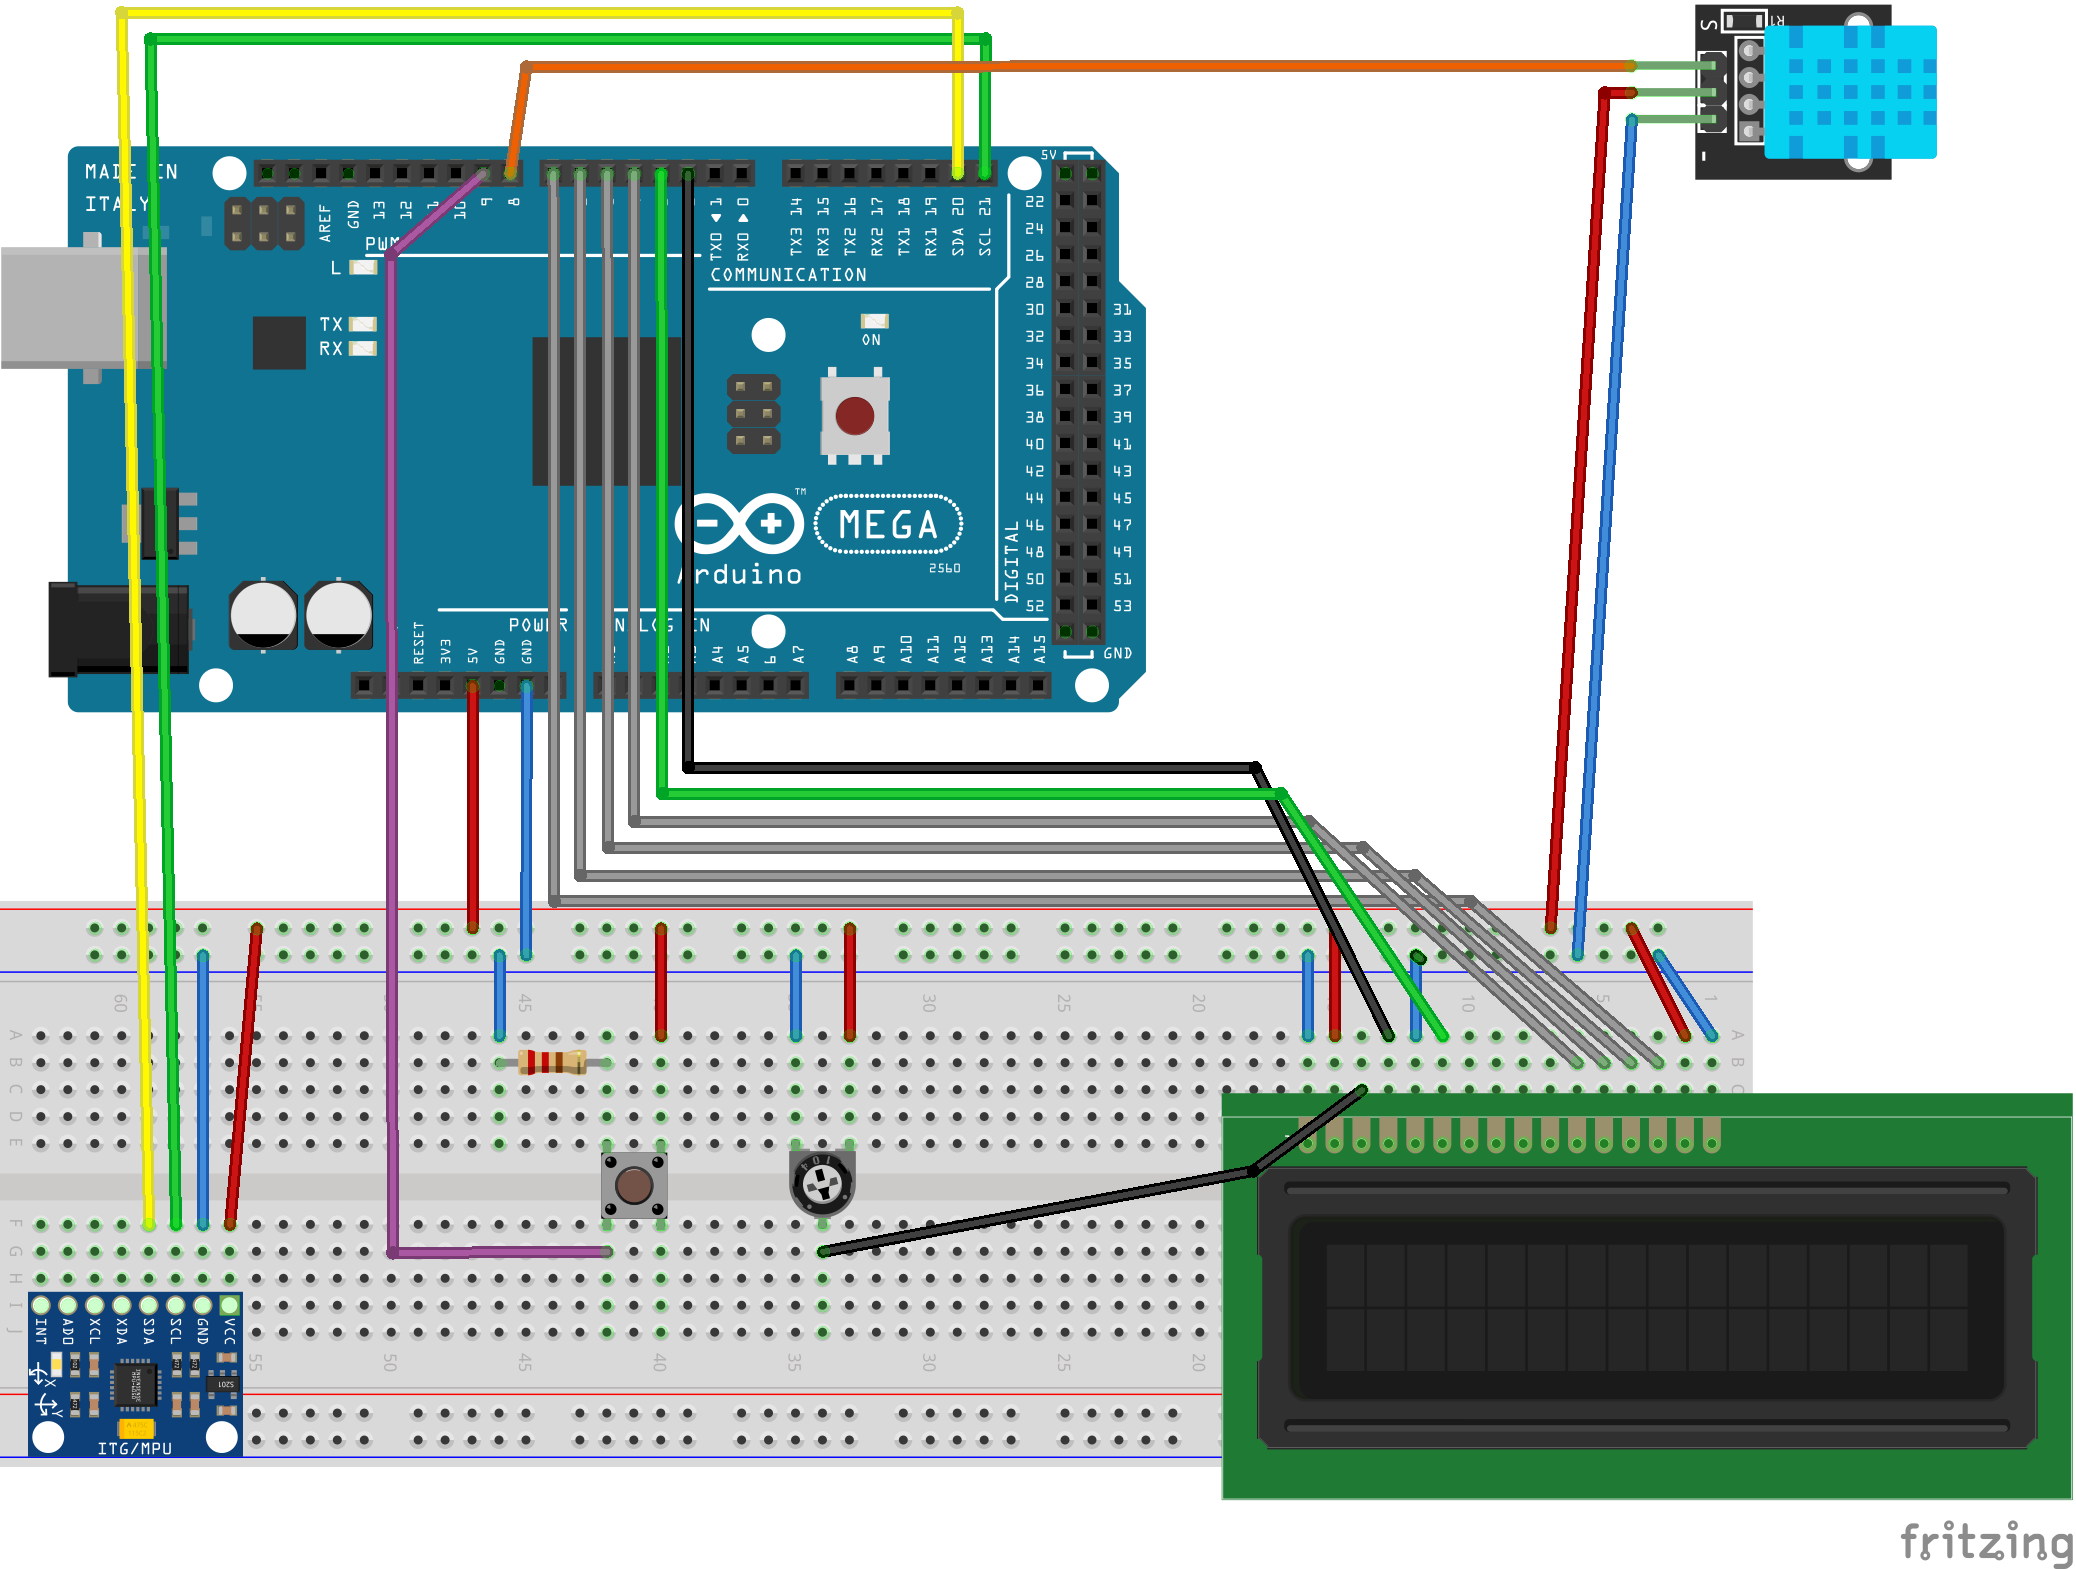 S
R1
5V
MADE IN
ITALY
AREF
GND
13
12
10
9
8
TX0 1
RX0 0
TX3 14
RX3 15
TX2 16
RX2 17
TX1 18
RX1 19
SDA 20
SCL 21
PWM
COMMUNICATION
L
TX
RX
ON
22
24
26
28
30 31
32 33
34 35
36 37
38 39
40 41
42 43
44 45
46 47
48 49
50 51
52 53
GND
DIGITAL
MEGA
TM
2560
Arduino
POWER
RESET
3V3
5V
GND
GND
A4
A5
A7
A8
A9
A10
A11
A12
A13
A14
A15
60 45 30 25 20 10 5 1
A A
B B
C C
D
E
F
G
H
I
J
104
55 50 45 40 35 30 25 20
INT
AD0
XCL
XDA
SDA
SCL
GND
VCC
X
Y
ITG/MPU
fritzing